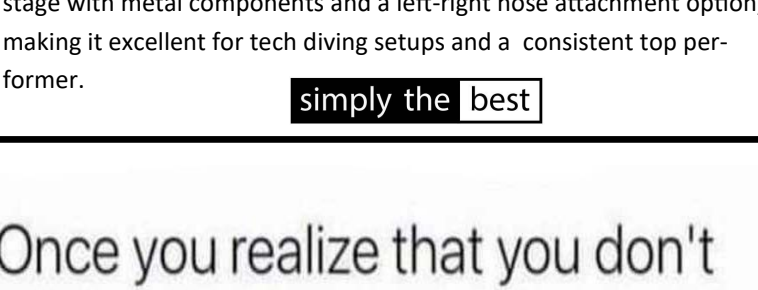 stage with metal components and a left-right hose attachment option,
making it excellent for tech diving setups and a consistent top per-
former.
simply the best
Once you realize that you don't